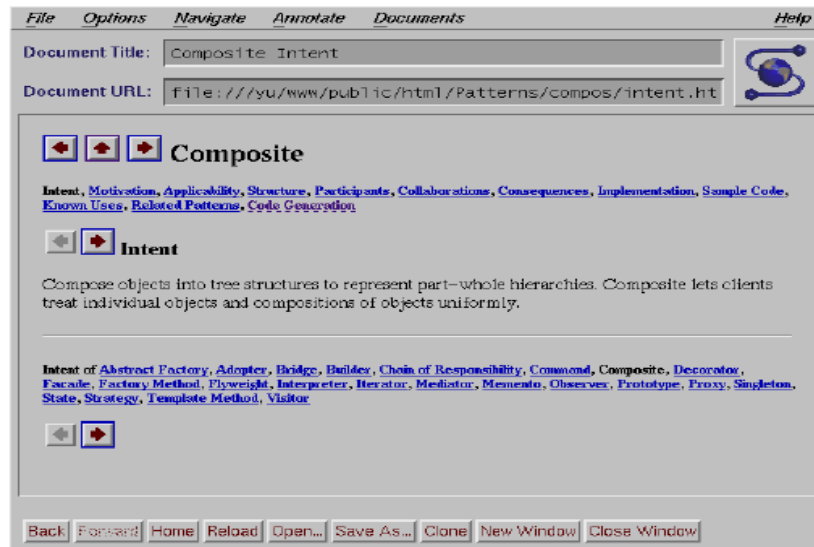 File Options Navigate Annotate Documents Help
Document Title: Composite Intent
Document URL: file:///yu/www/public/html/Patterns/compos/intent.ht
Composite
Intent, Motivation, Applicability, Structure, Participants, Collaborations, Consequences, Implementation, Sample Code,
Known Uses, Related Patterns, Code Generation
Intent
Compose objects into tree structures to represent part-whole hierarchies. Composite lets clients
treat individual objects and compositions of objects uniformly.
Intent of Abstract Factory, Adapter, Bridge, Builder, Chain of Responsibility, Command, Composite, Decorator,
Facade, Factory Method, Flyweight, Interpreter, Iterator, Mediator, Memento, Observer, Prototype, Proxy, Singleton,
State, Strategy, Template Method, Visitor
Back Forward Home Reload Open... Save As... Clone New Window Close Window